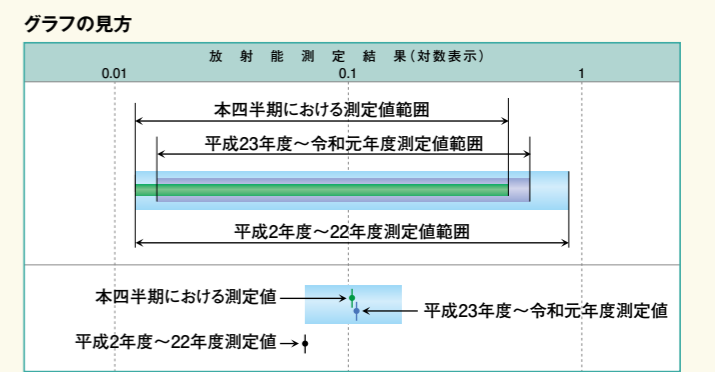 グラフの見方
放射能測定結果(対数表示)
0.01 0.1 1
本四半期における測定値範囲
平成23年度～令和元年度測定値範囲
平成2年度～22年度測定値範囲
本四半期における測定値
平成23年度～令和元年度測定値
平成2年度～22年度測定値